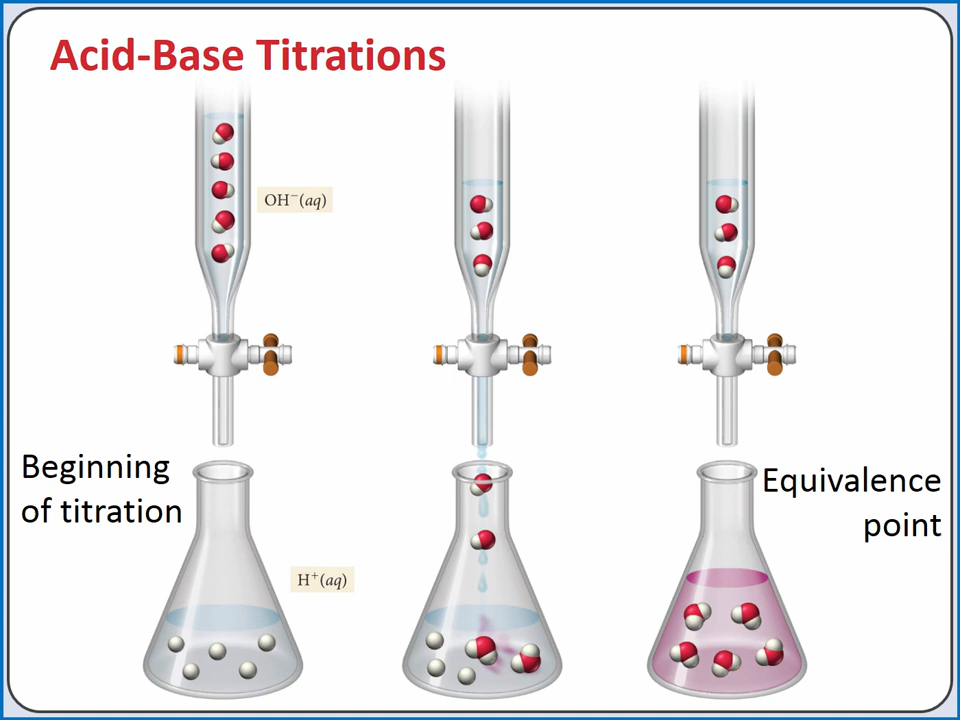 Acid-Base Titrations
OH⁻(aq)
Beginning
of titration
H⁺(aq)
Equivalence
point